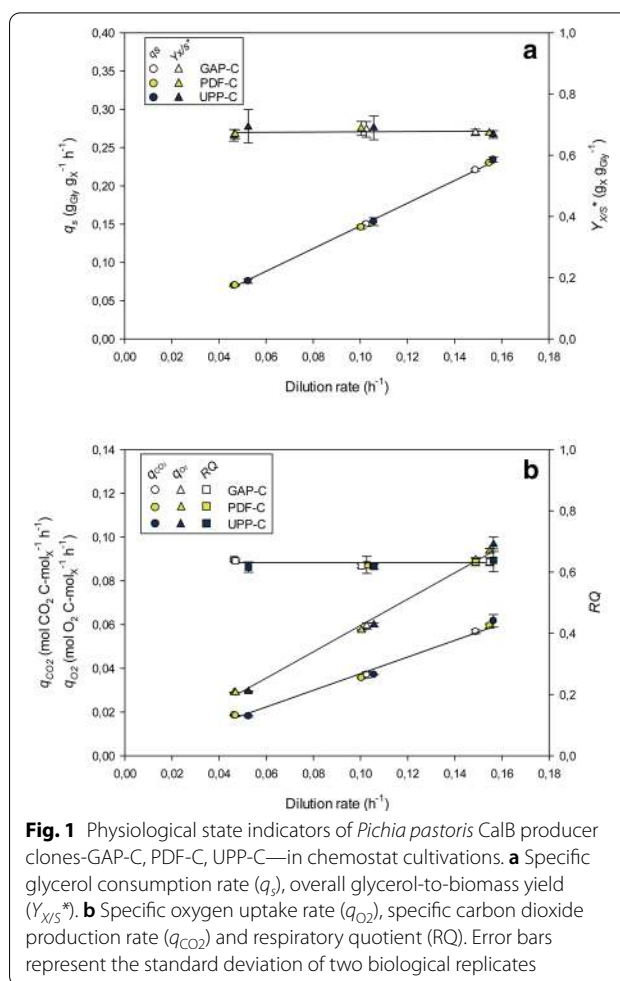 a
qs Yx/s*
GAP-C
PDF-C
UPP-C
0,40
0,35
0,30
0,25
0,20
0,15
0,10
0,05
0,00
qs (gGly gX⁻¹ h⁻¹)
1,0
0,8
0,6
0,4
0,2
0,0
YX/S* (gX gGly⁻¹)
0,00 0,02 0,04 0,06 0,08 0,10 0,12 0,14 0,16 0,18
Dilution rate (h⁻¹)
b
qCO₂ qO₂ RQ
GAP-C
PDF-C
UPP-C
0,14
0,12
0,10
0,08
0,06
0,04
0,02
0,00
qCO2 (mol CO₂ C-molX⁻¹ h⁻¹)
qO2 (mol O₂ C-molX⁻¹ h⁻¹)
1,0
0,8
0,6
0,4
0,2
0,0
RQ
0,00 0,02 0,04 0,06 0,08 0,10 0,12 0,14 0,16 0,18
Dilution rate (h⁻¹)
Fig. 1 Physiological state indicators of Pichia pastoris CalB producer
clones-GAP-C, PDF-C, UPP-C—in chemostat cultivations. a Specific
glycerol consumption rate (qs), overall glycerol-to-biomass yield
(YX/S*). b Specific oxygen uptake rate (qO2), specific carbon dioxide
production rate (qCO2) and respiratory quotient (RQ). Error bars
represent the standard deviation of two biological replicates